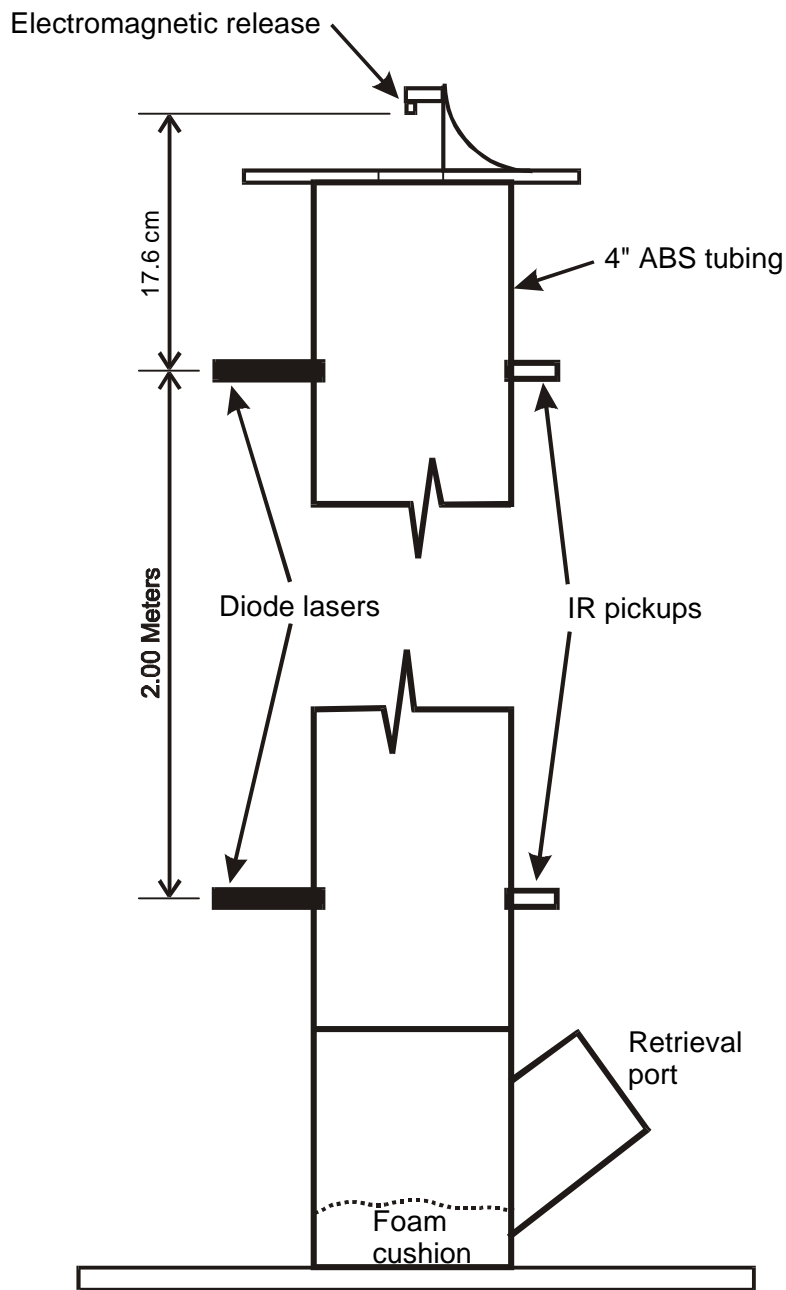 Electromagnetic release
17.6 cm
4" ABS tubing
2.00 Meters
Diode lasers
IR pickups
Retrieval
port
Foam
cushion